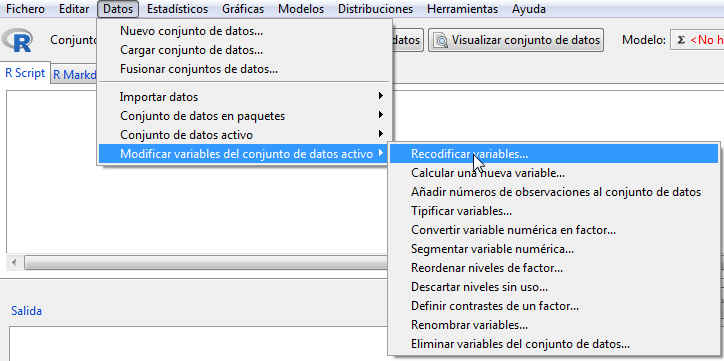 Fichero Editar Datos Estadísticos Gráficas Modelos Distribuciones Herramientas Ayuda
R Conjunto datos Visualizar conjunto de datos Modelo: Σ <No h
R Script R Markd
Nuevo conjunto de datos...
Cargar conjunto de datos...
Fusionar conjuntos de datos...
Importar datos
Conjunto de datos en paquetes
Conjunto de datos activo
Modificar variables del conjunto de datos activo
Recodificar variables...
Calcular una nueva variable...
Añadir números de observaciones al conjunto de datos
Tipificar variables...
Convertir variable numérica en factor...
Segmentar variable numérica...
Reordenar niveles de factor...
Descartar niveles sin uso...
Definir contrastes de un factor...
Renombrar variables...
Eliminar variables del conjunto de datos...
Salida